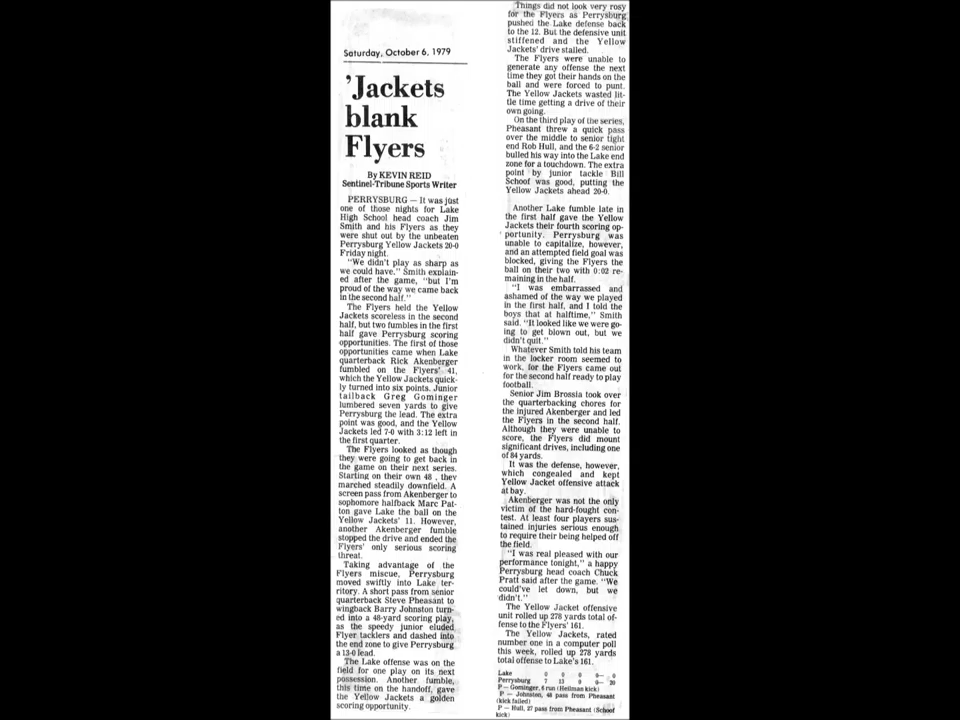 Saturday, October 6, 1979
'Jackets
blank
Flyers
By KEVIN REID
Sentinel-Tribune Sports Writer
PERRYSBURG — It was just
one of those nights for Lake
High School head coach Jim
Smith and his Flyers as they
were shut out by the unbeaten
Perrysburg Yellow Jackets 20-0
Friday night.
"We didn't play as sharp as
we could have." Smith explain-
ed after the game, "but I'm
proud of the way we came back
in the second half."
The Flyers held the Yellow
Jackets scoreless in the second
half, but two fumbles in the first
half gave Perrysburg scoring
opportunities. The first of those
opportunities came when Lake
quarterback Rick Akenberger
fumbled on the Flyers' 41,
which the Yellow Jackets quick-
ly turned into six points. Junior
tailback Greg Gominger
lumbered seven yards to give
Perrysburg the lead. The extra
point was good, and the Yellow
Jackets led 7-0 with 3:12 left in
the first quarter.
The Flyers looked as though
they were going to get back in
the game on their next series.
Starting on their own 48 , they
marched steadily downfield. A
screen pass from Akenberger to
sophomore halfback Marc Pat-
ton gave Lake the ball on the
Yellow Jackets' 11. However,
another Akenberger fumble
stopped the drive and ended the
Flyers' only serious scoring
threat.
Taking advantage of the
Flyers miscue, Perrysburg
moved swiftly into Lake ter-
ritory. A short pass from senior
quarterback Steve Pheasant to
wingback Barry Johnston turn-
ed into a 48-yard scoring play,
as the speedy junior eluded
Flyer tacklers and dashed into
the end zone to give Perrysburg
a 13-0 lead.
The Lake offense was on the
field for one play on its next
possession. Another fumble,
this time on the handoff, gave
the Yellow Jackets a golden
scoring opportunity.
Things did not look very rosy
for the Flyers as Perrysburg
pushed the Lake defense back
to the 12. But the defensive unit
stiffened and the Yellow
Jackets' drive stalled.
The Flyers were unable to
generate any offense the next
time they got their hands on the
ball and were forced to punt.
The Yellow Jackets wasted lit-
tle time getting a drive of their
own going.
On the third play of the series,
Pheasant threw a quick pass
over the middle to senior tight
end Rob Hull, and the 6-2 senior
bulled his way into the Lake end
zone for a touchdown. The extra
point by junior tackle Bill
Schoof was good, putting the
Yellow Jackets ahead 20-0.
Another Lake fumble late in
the first half gave the Yellow
Jackets their fourth scoring op-
portunity. Perrysburg was
unable to capitalize, however,
and an attempted field goal was
blocked, giving the Flyers the
ball on their two with 0:02 re-
maining in the half.
"I was embarrassed and
ashamed of the way we played
in the first half, and I told the
boys that at halftime," Smith
said. "It looked like we were go-
ing to get blown out, but we
didn't quit."
Whatever Smith told his team
in the locker room seemed to
work, for the Flyers came out
for the second half ready to play
football.
Senior Jim Brossia took over
the quarterbacking chores for
the injured Akenberger and led
the Flyers in the second half.
Although they were unable to
score, the Flyers did mount
significant drives, including one
of 84 yards.
It was the defense, however,
which congealed and kept
Yellow Jacket offensive attack
at bay.
Akenberger was not the only
victim of the hard-fought con-
test. At least four players sus-
tained injuries serious enough
to require their being helped off
the field.
"I was real pleased with our
performance tonight," a happy
Perrysburg head coach Chuck
Pratt said after the game. "We
could've let down, but we
didn't."
The Yellow Jacket offensive
unit rolled up 278 yards total of-
fense to the Flyers' 161.
The Yellow Jackets, rated
number one in a computer poll
this week, rolled up 278 yards
total offense to Lake's 161.
Lake 0 0 0 0— 0
Perrysburg 7 13 0 0— 20
P — Gominger, 6 run (Heilman kick)
P — Johnston, 48 pass from Pheasant
(kick failed)
P — Hull, 27 pass from Pheasant (Schoof
kick)